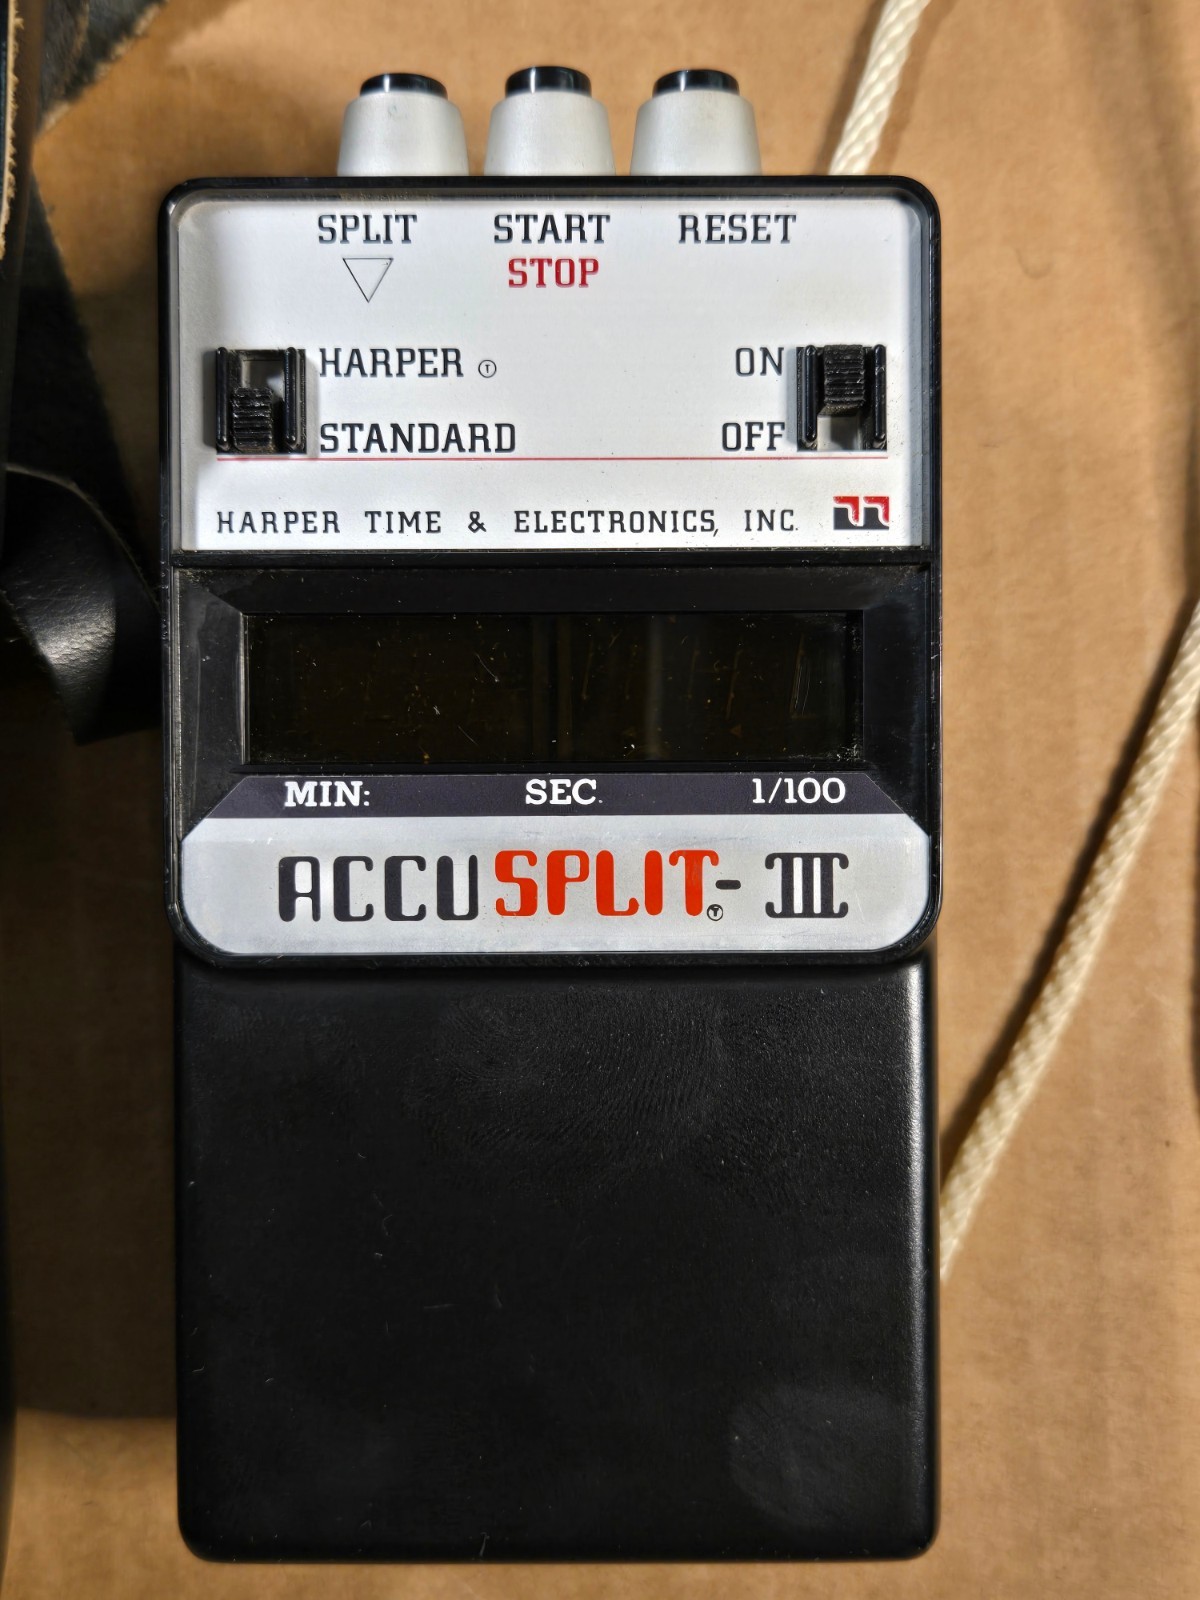 SPLIT START RESET
STOP
HARPER Ⓣ ON
STANDARD OFF
HARPER TIME & ELECTRONICS, INC.
MIN: SEC. 1/100
ACCUSPLIT Ⓣ - III